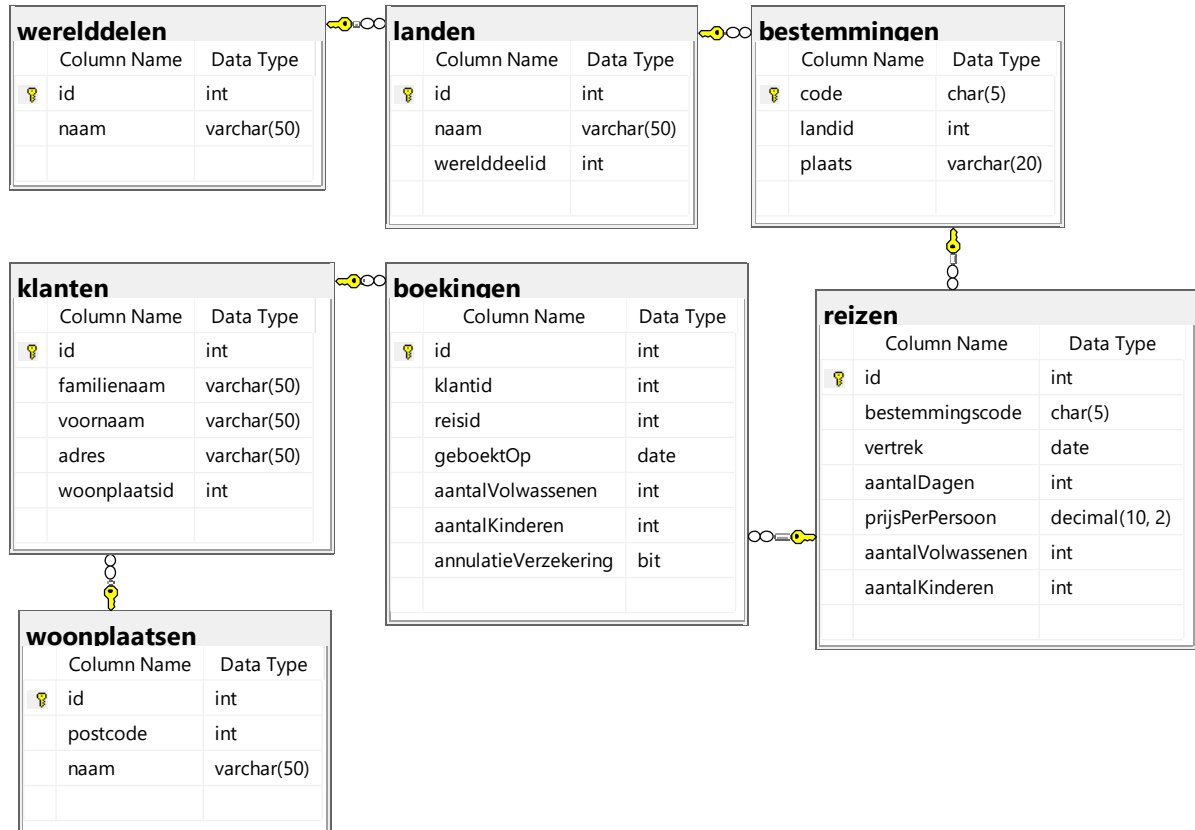 werelddelen
Column Name Data Type
id int
naam varchar(50)
landen
Column Name Data Type
id int
naam varchar(50)
werelddeelid int
bestemmingen
Column Name Data Type
code char(5)
landid int
plaats varchar(20)
klanten
Column Name Data Type
id int
familienaam varchar(50)
voornaam varchar(50)
adres varchar(50)
woonplaatsid int
boekingen
Column Name Data Type
id int
klantid int
reisid int
geboektOp date
aantalVolwassenen int
aantalKinderen int
annulatieVerzekering bit
reizen
Column Name Data Type
id int
bestemmingscode char(5)
vertrek date
aantalDagen int
prijsPerPersoon decimal(10, 2)
aantalVolwassenen int
aantalKinderen int
woonplaatsen
Column Name Data Type
id int
postcode int
naam varchar(50)